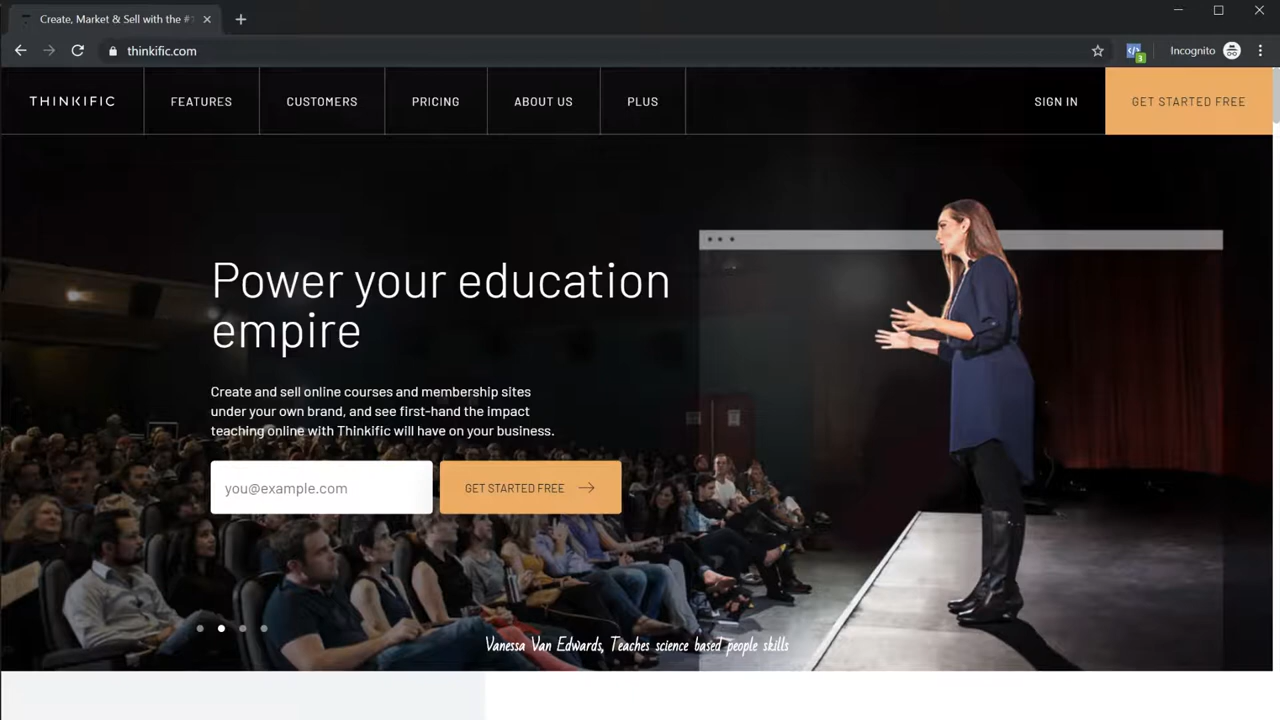 Create, Market & Sell with the #1
thinkific.com
3
Incognito
THINKIFIC
FEATURES
CUSTOMERS
PRICING
ABOUT US
PLUS
SIGN IN
GET STARTED FREE
Power your education
empire
Create and sell online courses and membership sites
under your own brand, and see first-hand the impact
teaching online with Thinkific will have on your business.
you@example.com
GET STARTED FREE
Vanessa Van Edwards, Teaches science based people skills